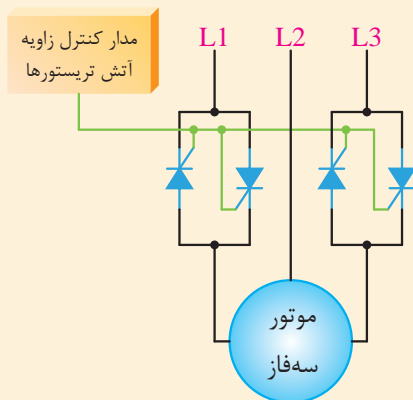 مدار کنترل زاویه
آتش تریستورها
L1 L2 L3
موتور
سه‌فاز